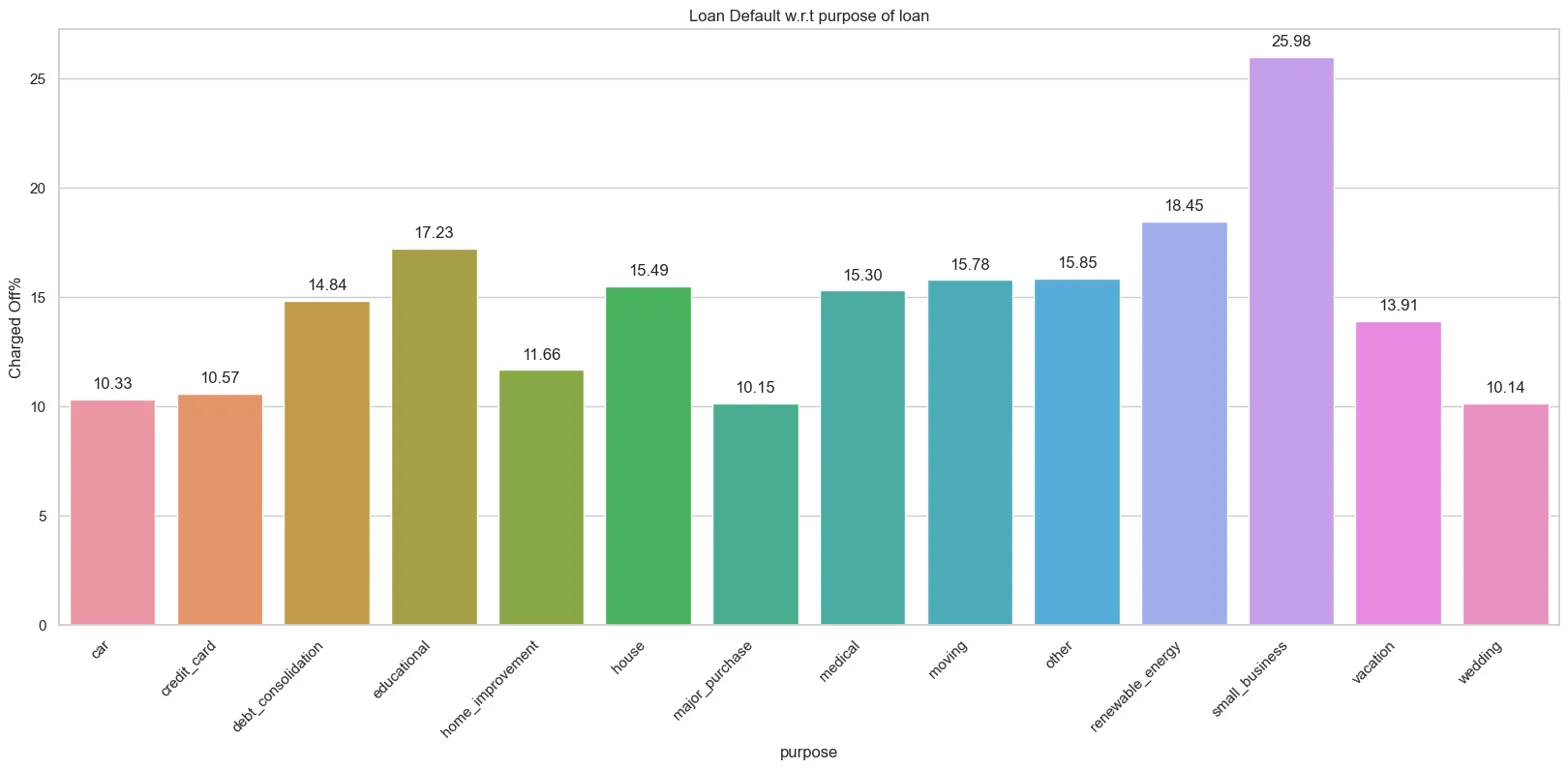 Loan Default w.r.t purpose of loan
Charged Off%
25
20
15
10
5
0
10.33
10.57
14.84
17.23
11.66
15.49
10.15
15.30
15.78
15.85
18.45
25.98
13.91
10.14
car
credit_card
debt_consolidation
educational
home_improvement
house
major_purchase
medical
moving
other
renewable_energy
small_business
vacation
wedding
purpose